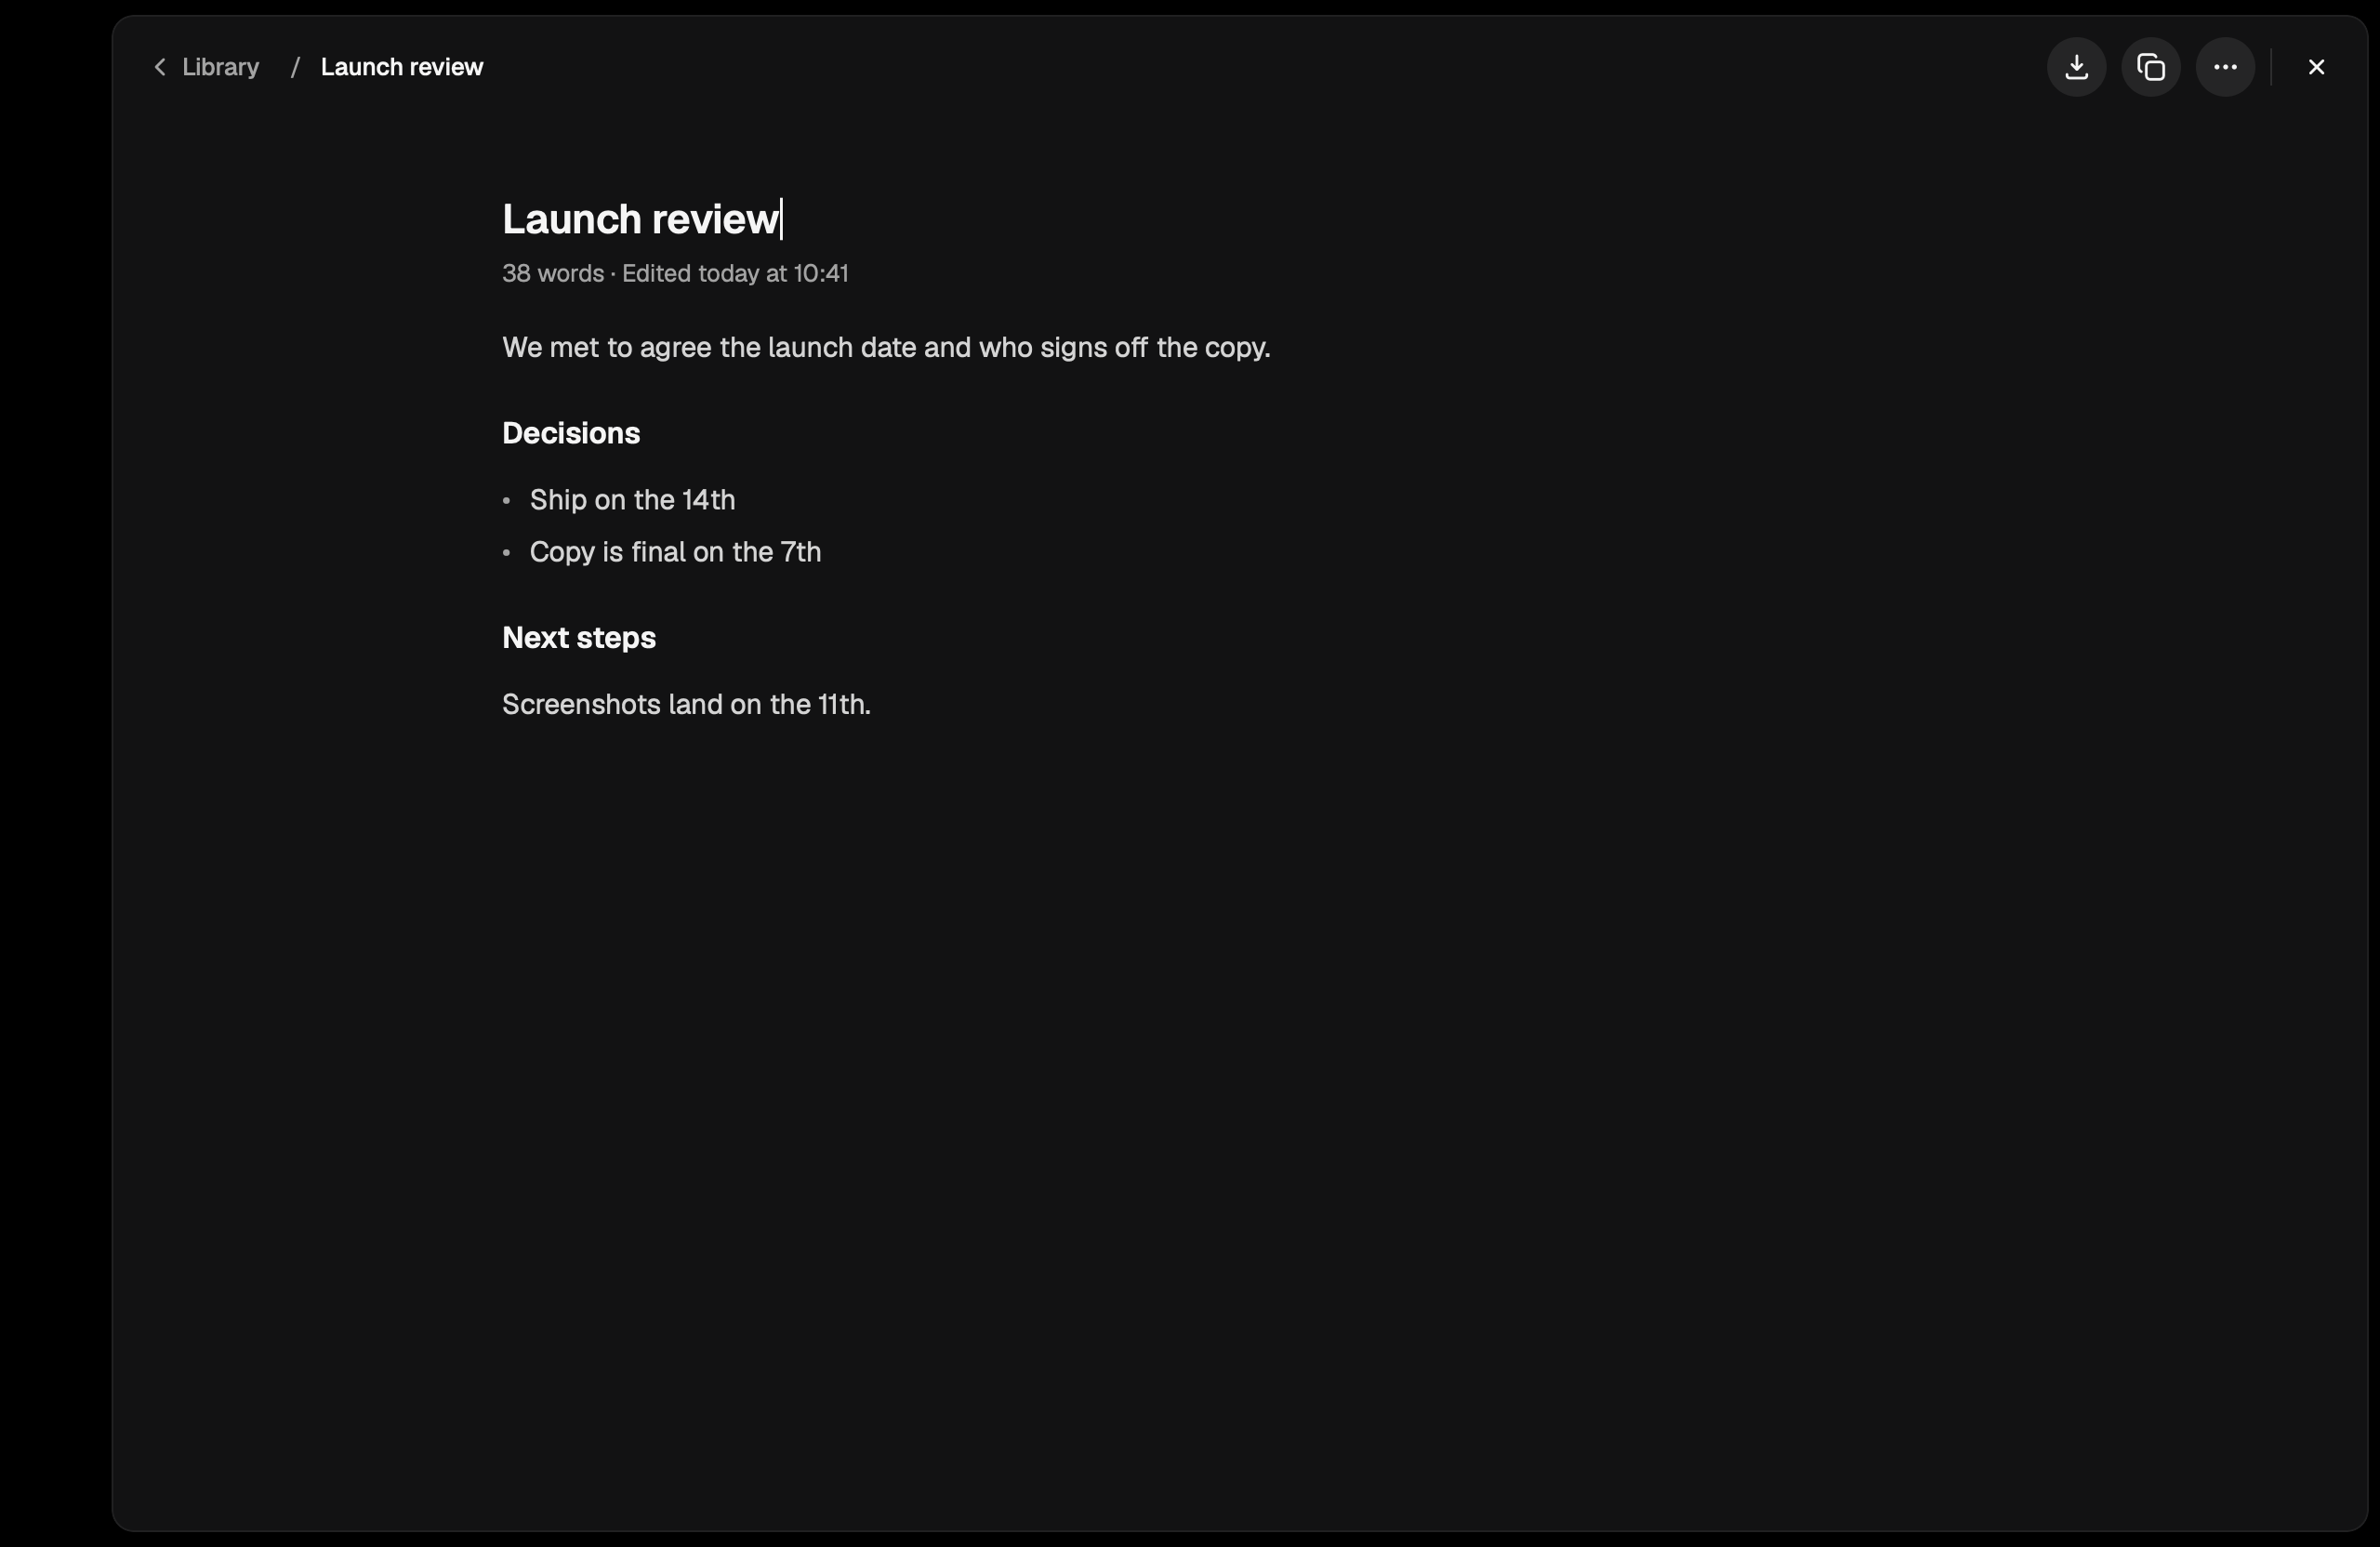 Library / Launch review
Launch review
38 words · Edited today at 10:41
We met to agree the launch date and who signs off the copy.
Decisions
• Ship on the 14th
• Copy is final on the 7th
Next steps
Screenshots land on the 11th.